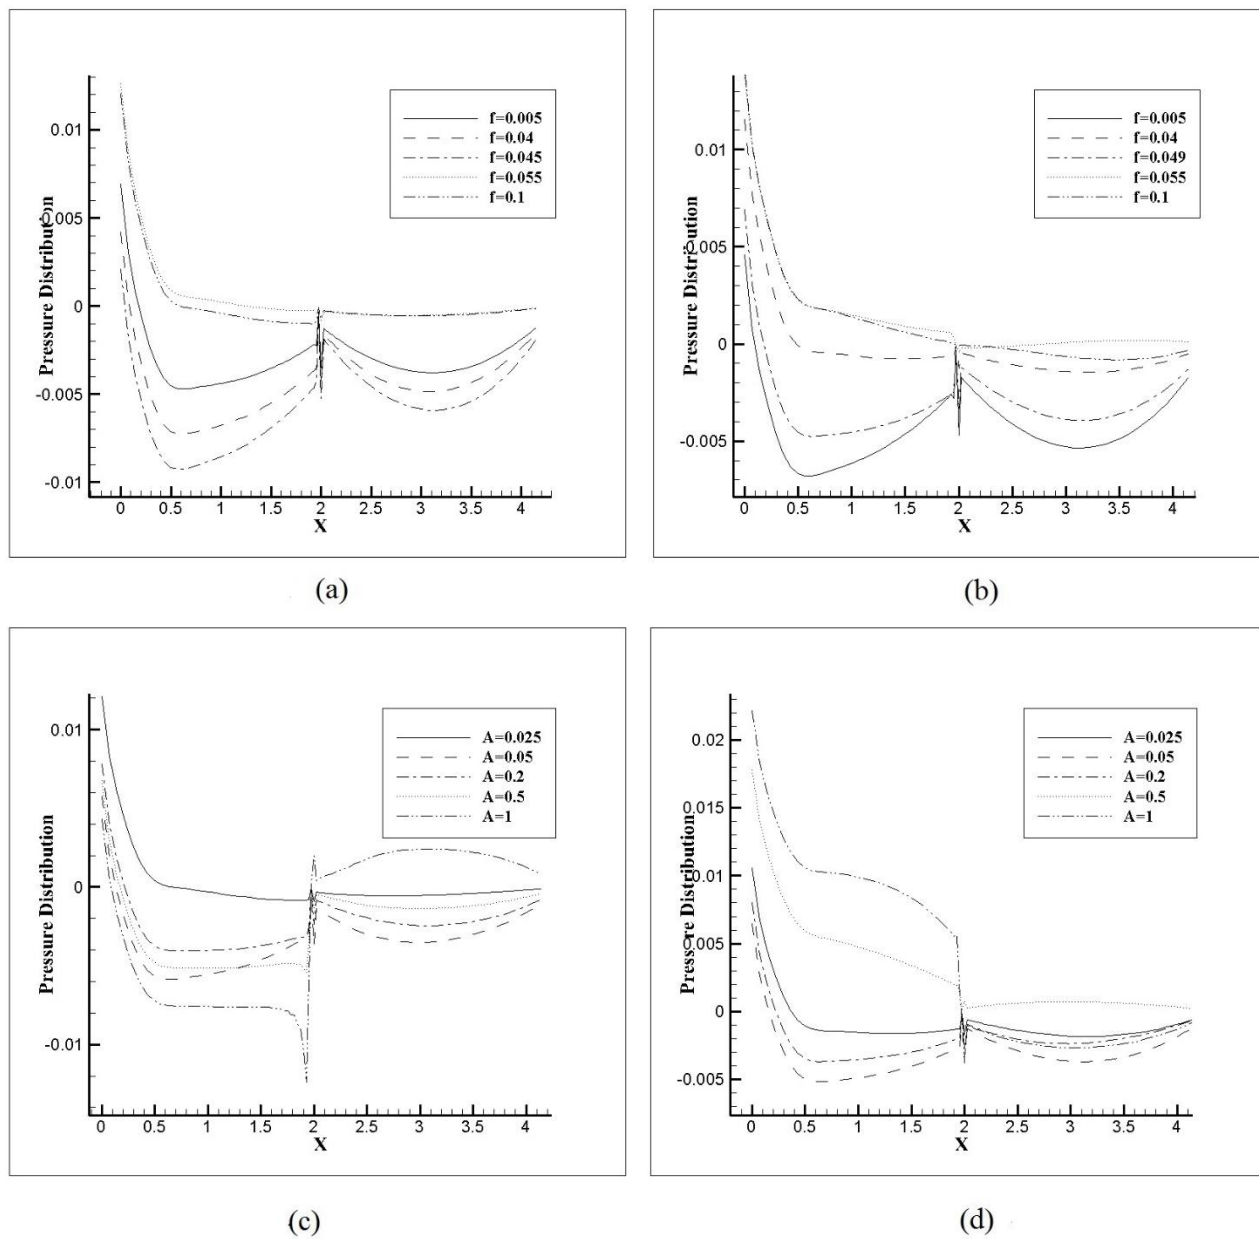 0.01
0.005
0
-0.005
-0.01
Pressure Distribution
f=0.005
f=0.04
f=0.045
f=0.055
f=0.1
0 0.5 1 1.5 2 2.5 3 3.5 4
X
(a)
0.01
0.005
0
-0.005
Pressure Distribution
f=0.005
f=0.04
f=0.049
f=0.055
f=0.1
0 0.5 1 1.5 2 2.5 3 3.5 4
X
(b)
0.01
0
-0.01
Pressure Distribution
A=0.025
A=0.05
A=0.2
A=0.5
A=1
0 0.5 1 1.5 2 2.5 3 3.5 4
X
(c)
0.02
0.015
0.01
0.005
0
-0.005
Pressure Distribution
A=0.025
A=0.05
A=0.2
A=0.5
A=1
0 0.5 1 1.5 2 2.5 3 3.5 4
X
(d)